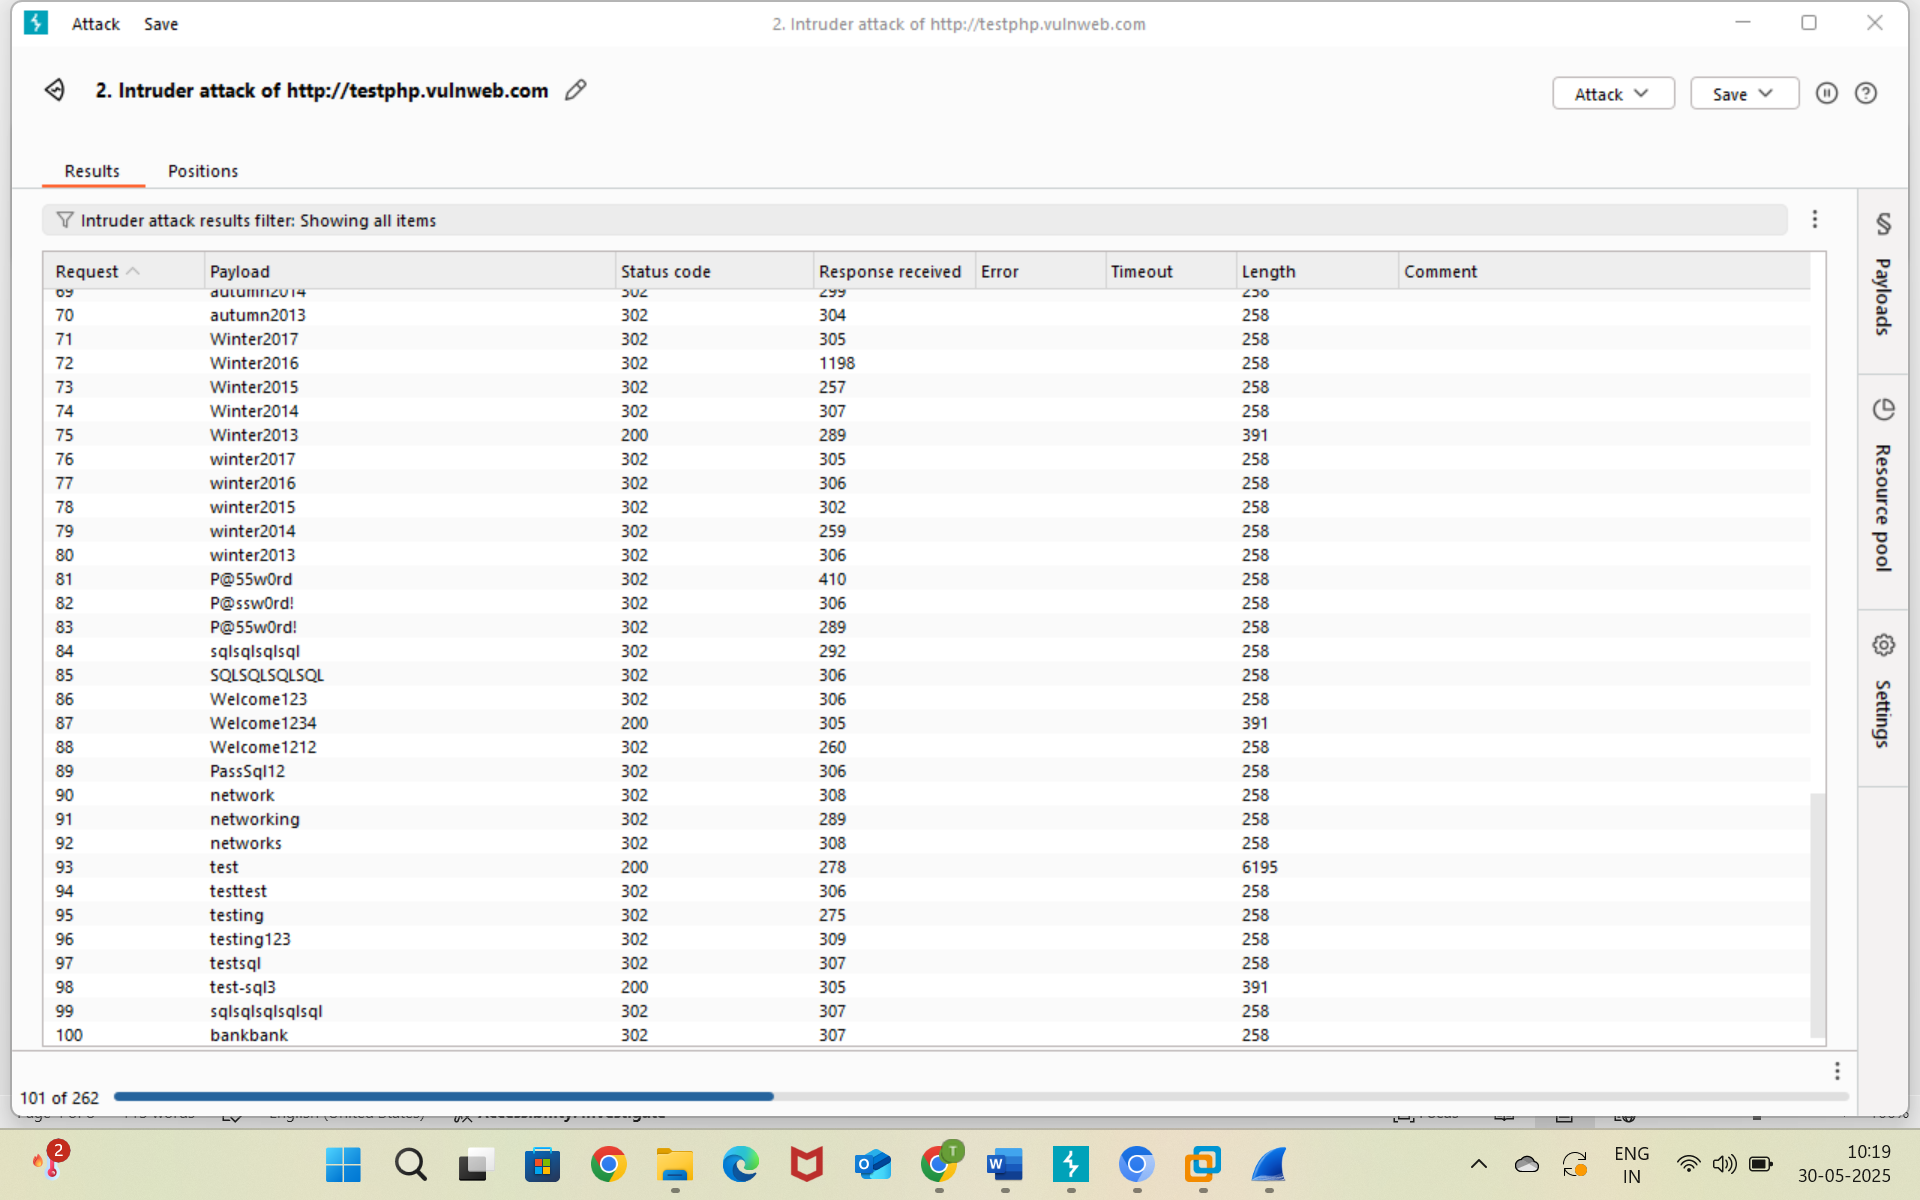 Attack Save 2. Intruder attack of http://testphp.vulnweb.com
2. Intruder attack of http://testphp.vulnweb.com Attack Save
Results Positions
Intruder attack results filter: Showing all items
Request Payload Status code Response received Error Timeout Length Comment
69 autumn2014 302 299 258
70 autumn2013 302 304 258
71 Winter2017 302 305 258
72 Winter2016 302 1198 258
73 Winter2015 302 257 258
74 Winter2014 302 307 258
75 Winter2013 200 289 391
76 winter2017 302 305 258
77 winter2016 302 306 258
78 winter2015 302 302 258
79 winter2014 302 259 258
80 winter2013 302 306 258
81 P@55w0rd 302 410 258
82 P@ssw0rd! 302 306 258
83 P@55w0rd! 302 289 258
84 sqlsqlsqlsql 302 292 258
85 SQLSQLSQLSQL 302 306 258
86 Welcome123 302 306 258
87 Welcome1234 200 305 391
88 Welcome1212 302 260 258
89 PassSql12 302 306 258
90 network 302 308 258
91 networking 302 289 258
92 networks 302 308 258
93 test 200 278 6195
94 testtest 302 306 258
95 testing 302 275 258
96 testing123 302 309 258
97 testsql 302 307 258
98 test-sql3 200 305 391
99 sqlsqlsqlsqlsql 302 307 258
100 bankbank 302 307 258
Payloads
Resource pool
Settings
101 of 262
2
ENG
IN
10:19
30-05-2025